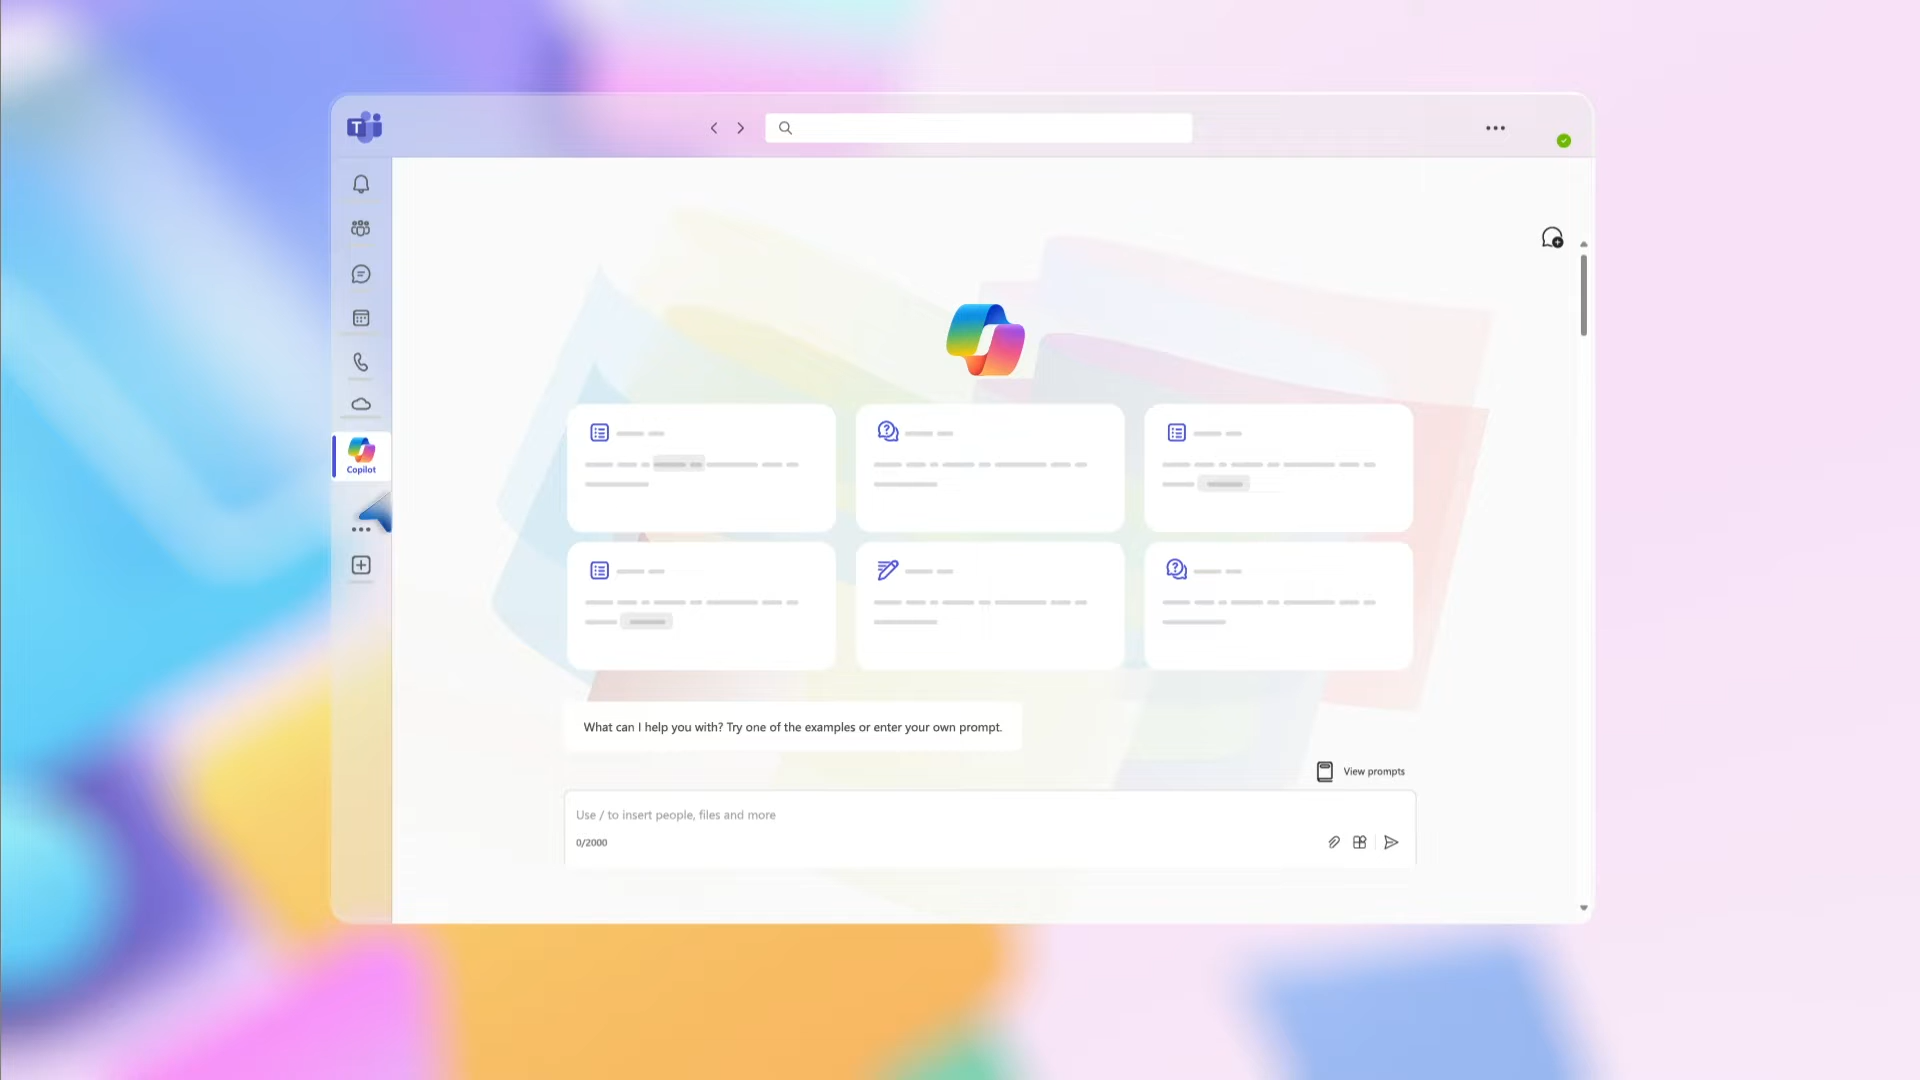 T
Copilot
What can I help you with? Try one of the examples or enter your own prompt.
View prompts
Use / to insert people, files and more
0/2000